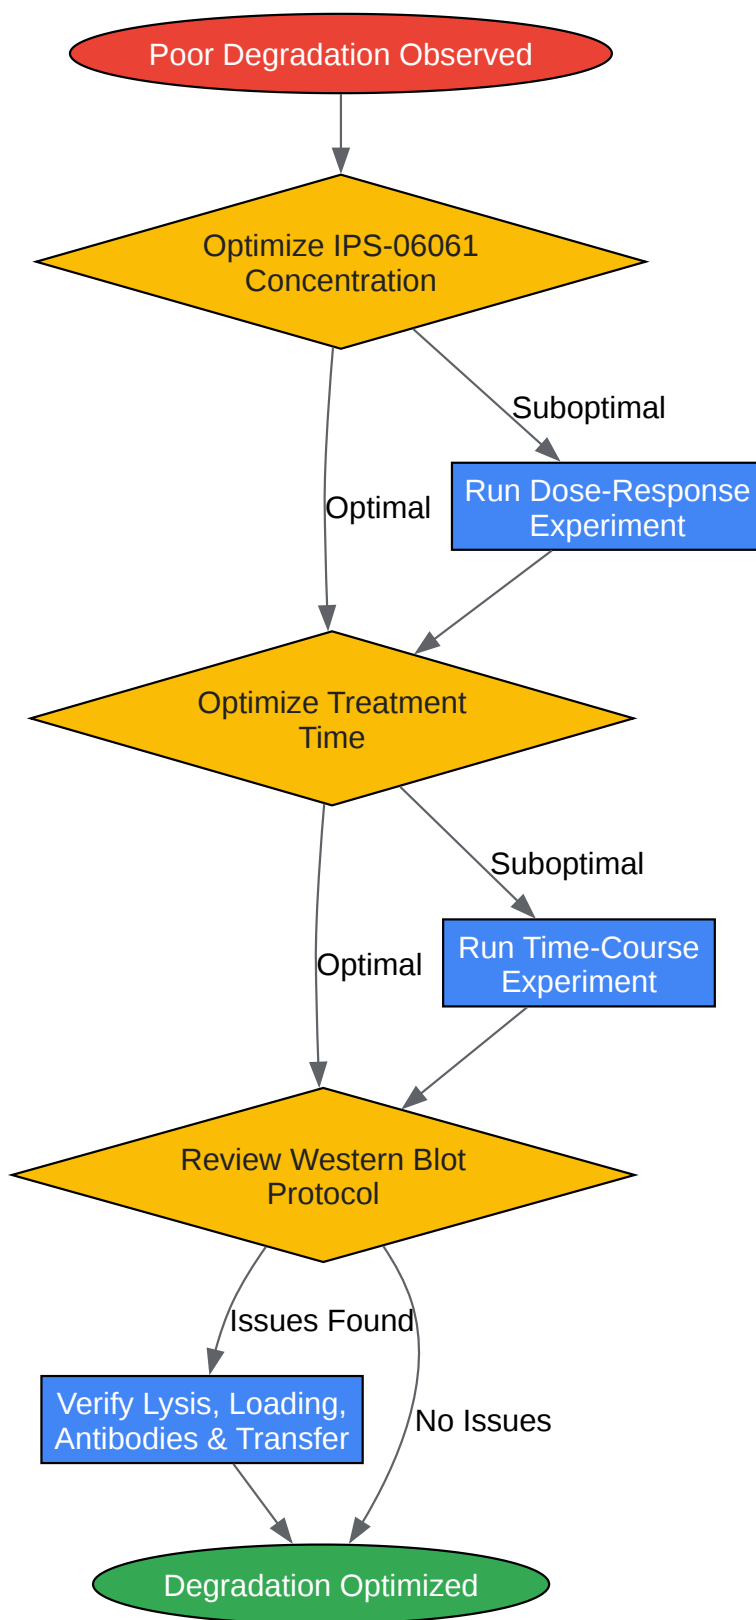 Poor Degradation Observed
Optimize IPS-06061
Concentration
Suboptimal
Run Dose-Response
Experiment
Optimal
Optimize Treatment
Time
Suboptimal
Run Time-Course
Experiment
Optimal
Review Western Blot
Protocol
Issues Found
Verify Lysis, Loading,
Antibodies & Transfer
No Issues
Degradation Optimized